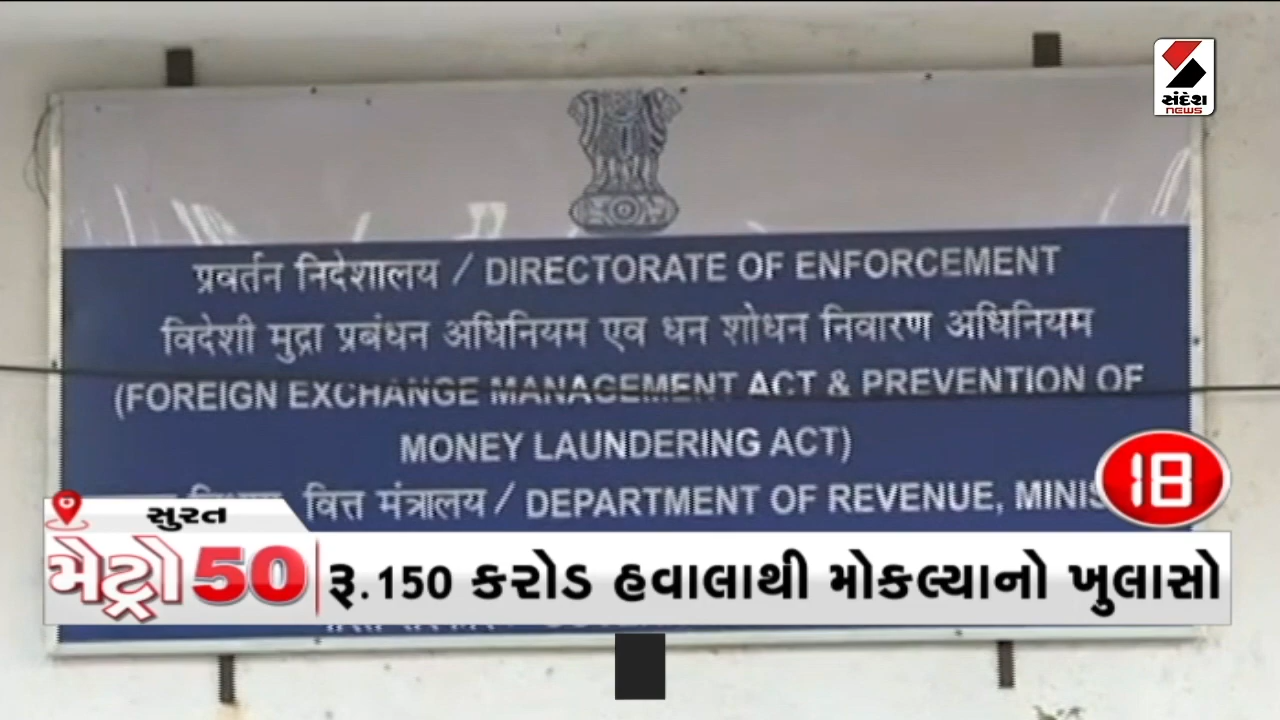 સંદેશ
NEWS
प्रवर्तन निदेशालय / DIRECTORATE OF ENFORCEMENT
विदेशी मुद्रा प्रबंधन अधिनियम एव धन शोधन निवारण अधिनियम
(FOREIGN EXCHANGE MANAGEMENT ACT & PREVENTION OF
MONEY LAUNDERING ACT)
वित्त मंत्रालय / DEPARTMENT OF REVENUE,
18
સુરત
મેટ્રો 50
રૂ.150 કરોડ હવાલાથી મોકલ્યાનો ખુલાસો